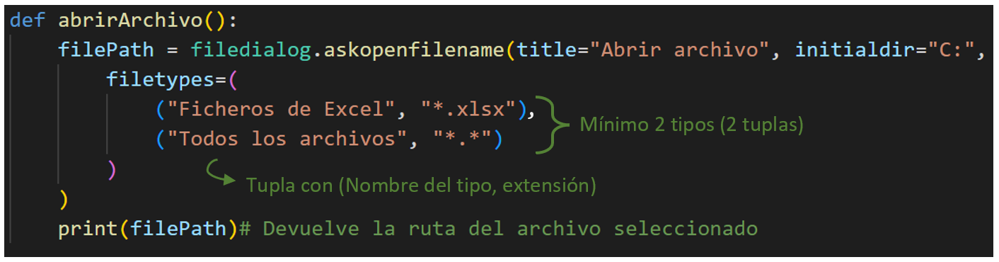 def abrirArchivo():
filePath = filedialog.askopenfilename(title="Abrir archivo", initialdir="C:",
filetypes=(
("Ficheros de Excel", "*.xlsx"),
Mínimo 2 tipos (2 tuplas)
("Todos los archivos", "*.*")
)
Tupla con (Nombre del tipo, extensión)
)
print(filePath)# Devuelve la ruta del archivo seleccionado